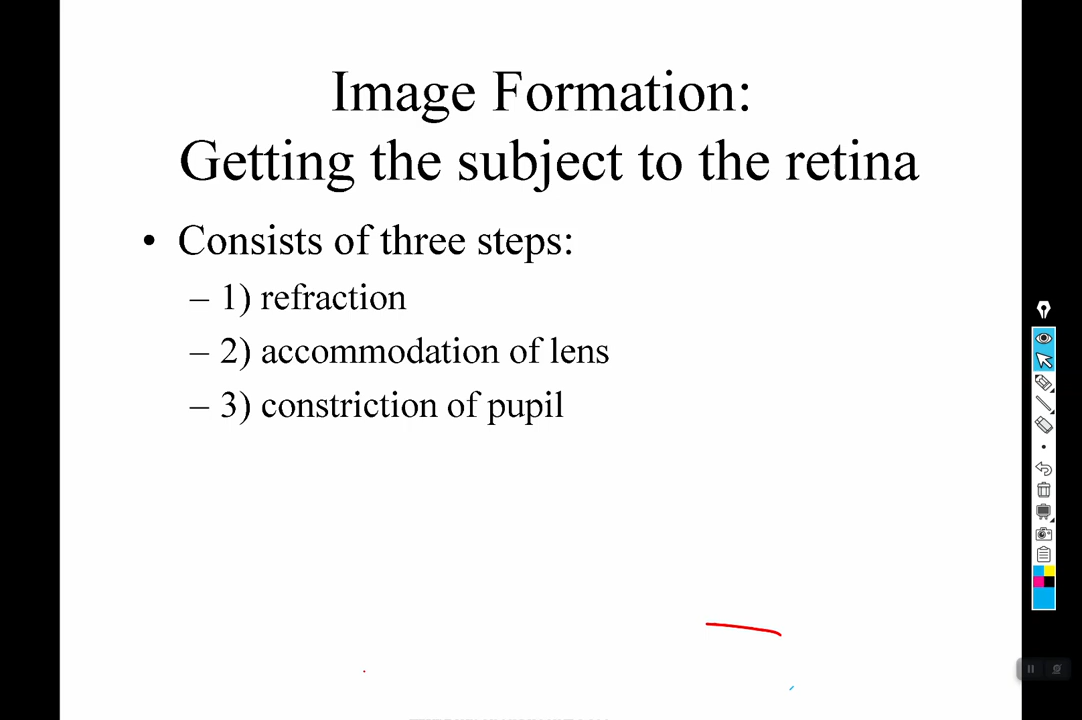 Image Formation:
Getting the subject to the retina
• Consists of three steps:
– 1) refraction
– 2) accommodation of lens
– 3) constriction of pupil